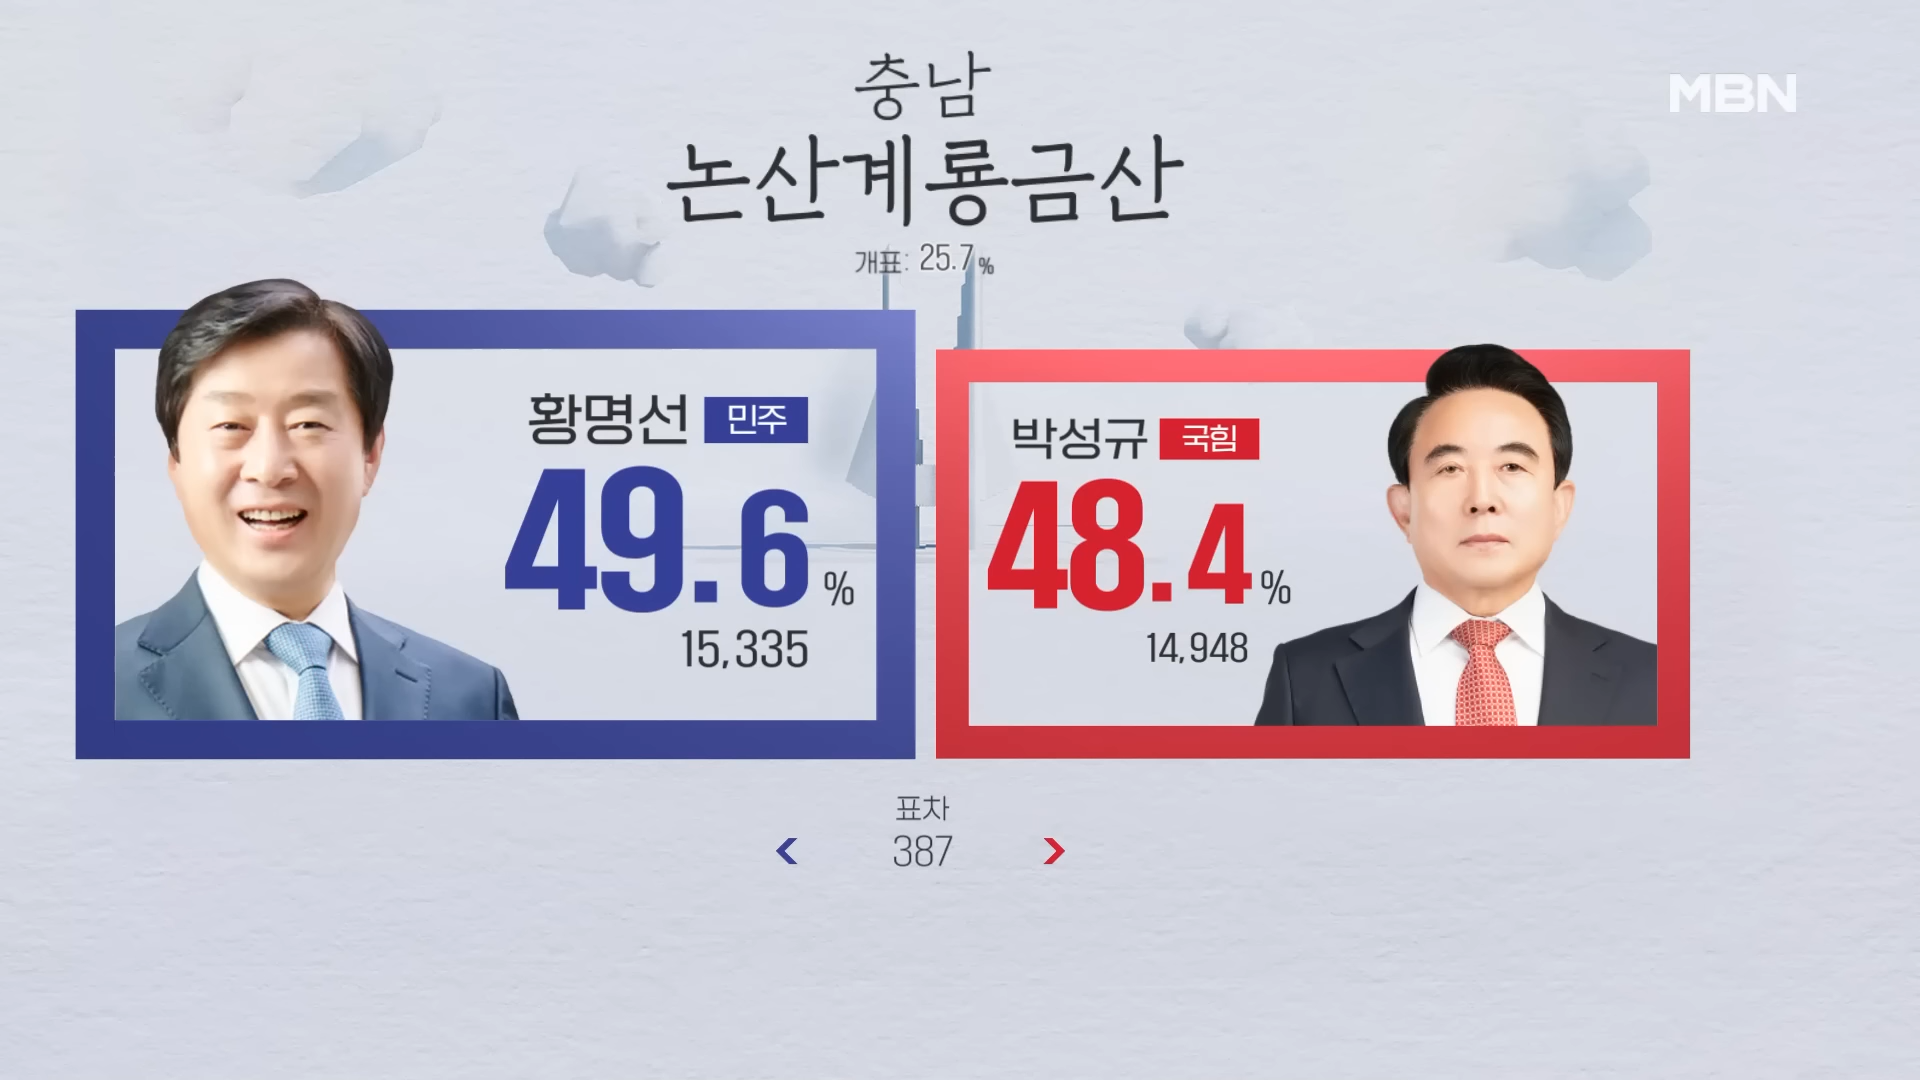 충남
MBN
논산계룡금산
개표: 25.7 %
황명선 민주
49.6 %
15,335
박성규 국힘
48.4 %
14,948
표차
< 387 >